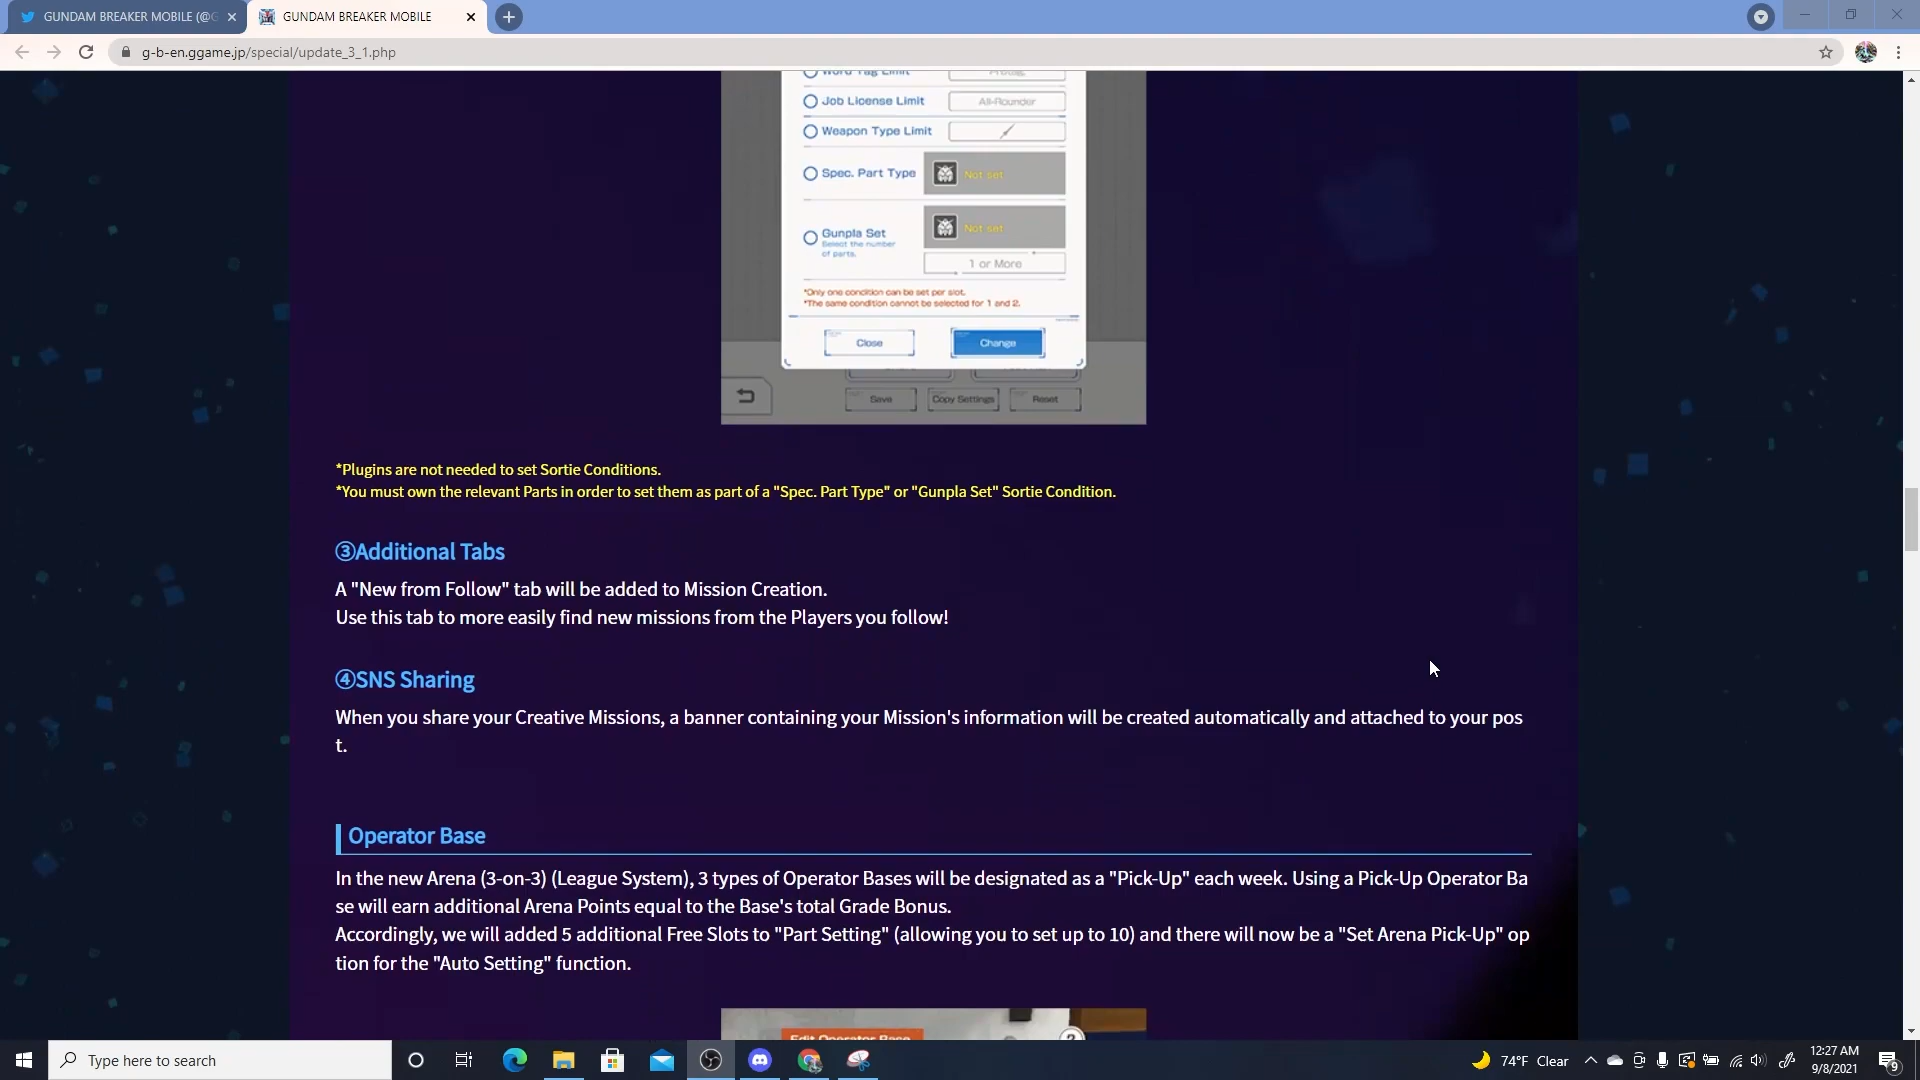 GUNDAM BREAKER MOBILE (@G
GUNDAM BREAKER MOBILE
g-b-en.ggame.jp/special/update_3_1.php
Word Tag Limit
Job License Limit All-Rounder
Weapon Type Limit
Spec. Part Type Not set
Gunpla Set Not set
Select the number
of parts.
1 or More
*Only one condition can be set per slot.
*The same condition cannot be selected for 1 and 2.
Close Change
Save Copy Settings Reset
*Plugins are not needed to set Sortie Conditions.
*You must own the relevant Parts in order to set them as part of a "Spec. Part Type" or "Gunpla Set" Sortie Condition.
③Additional Tabs
A "New from Follow" tab will be added to Mission Creation.
Use this tab to more easily find new missions from the Players you follow!
④SNS Sharing
When you share your Creative Missions, a banner containing your Mission's information will be created automatically and attached to your pos
t.
Operator Base
In the new Arena (3-on-3) (League System), 3 types of Operator Bases will be designated as a "Pick-Up" each week. Using a Pick-Up Operator Ba
se will earn additional Arena Points equal to the Base's total Grade Bonus.
Accordingly, we will added 5 additional Free Slots to "Part Setting" (allowing you to set up to 10) and there will now be a "Set Arena Pick-Up" op
tion for the "Auto Setting" function.
Edit Operator Base
?
Type here to search
74°F Clear
12:27 AM
9/8/2021
9